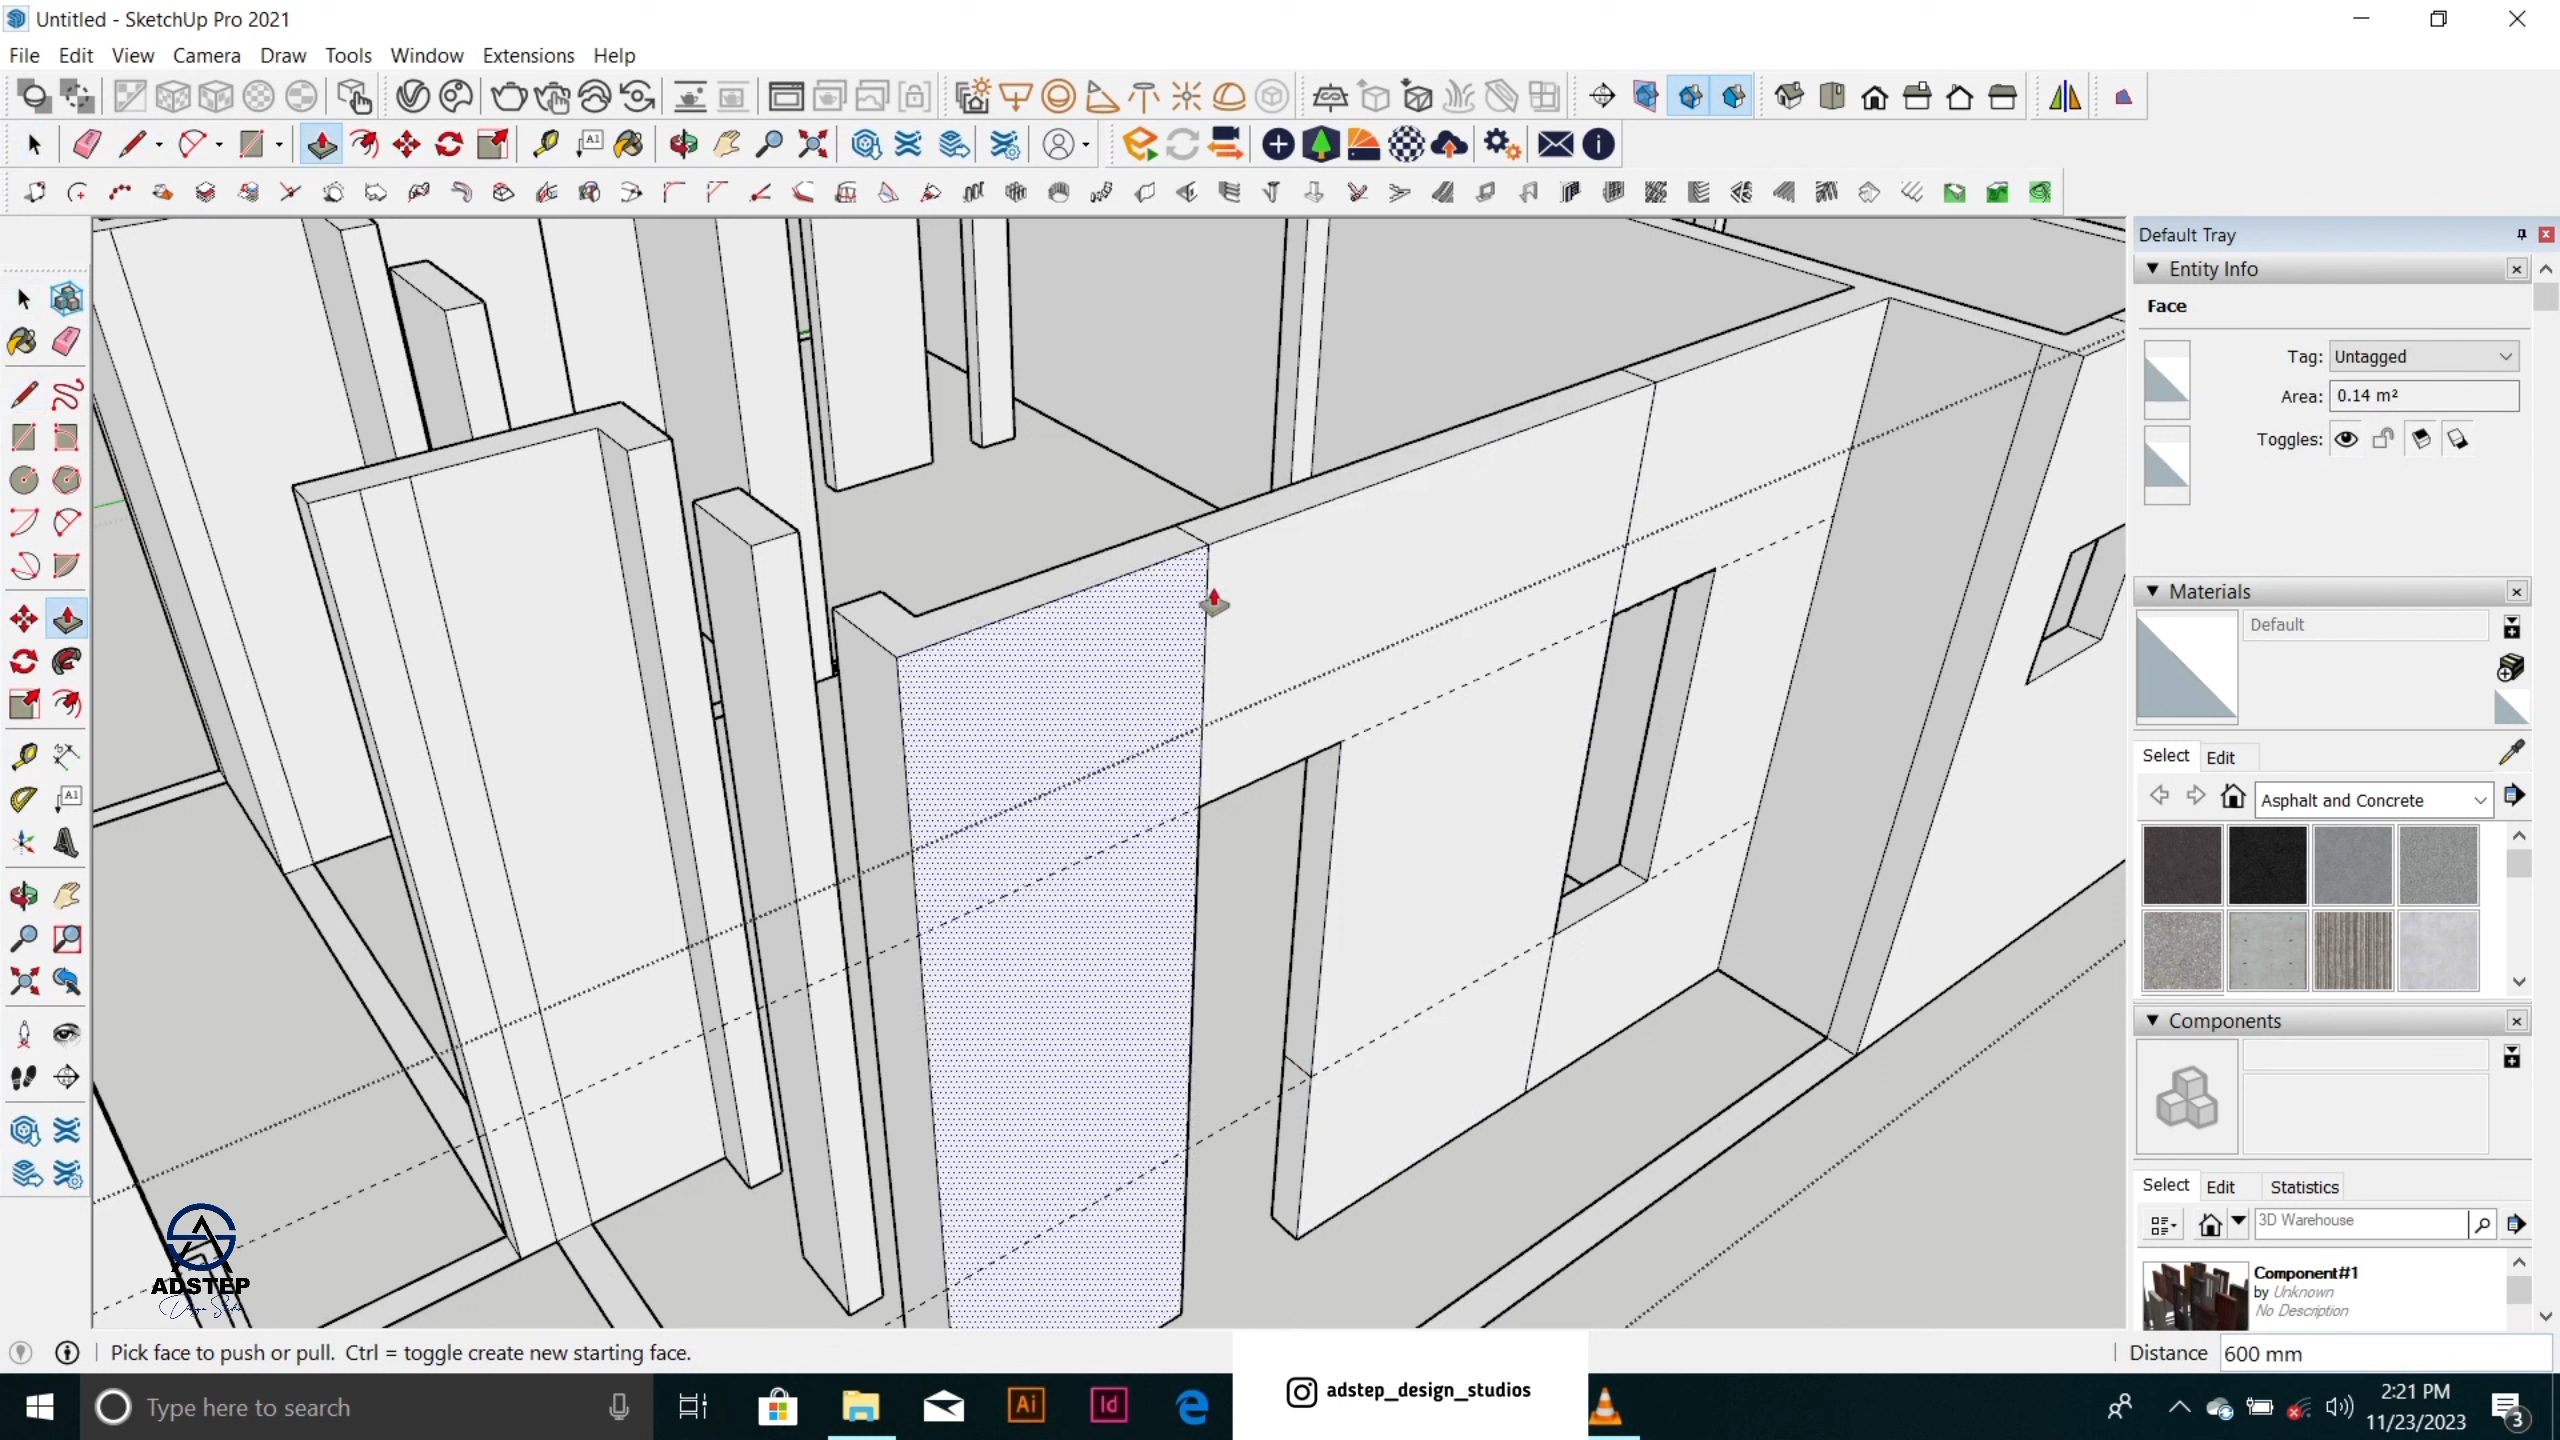 Untitled - SketchUp Pro 2021
File Edit View Camera Draw Tools Window Extensions Help
Default Tray
Entity Info
Face
Tag: Untagged
Area: 0.14 m²
Toggles:
Materials
Default
Select Edit
Asphalt and Concrete
Components
Select Edit Statistics
3D Warehouse
Component#1
by Unknown
No Description
ADSTEP
Pick face to push or pull. Ctrl = toggle create new starting face.
Distance 600 mm
Type here to search
Ai
Id
adstep_design_studios
2:21 PM
11/23/2023
3